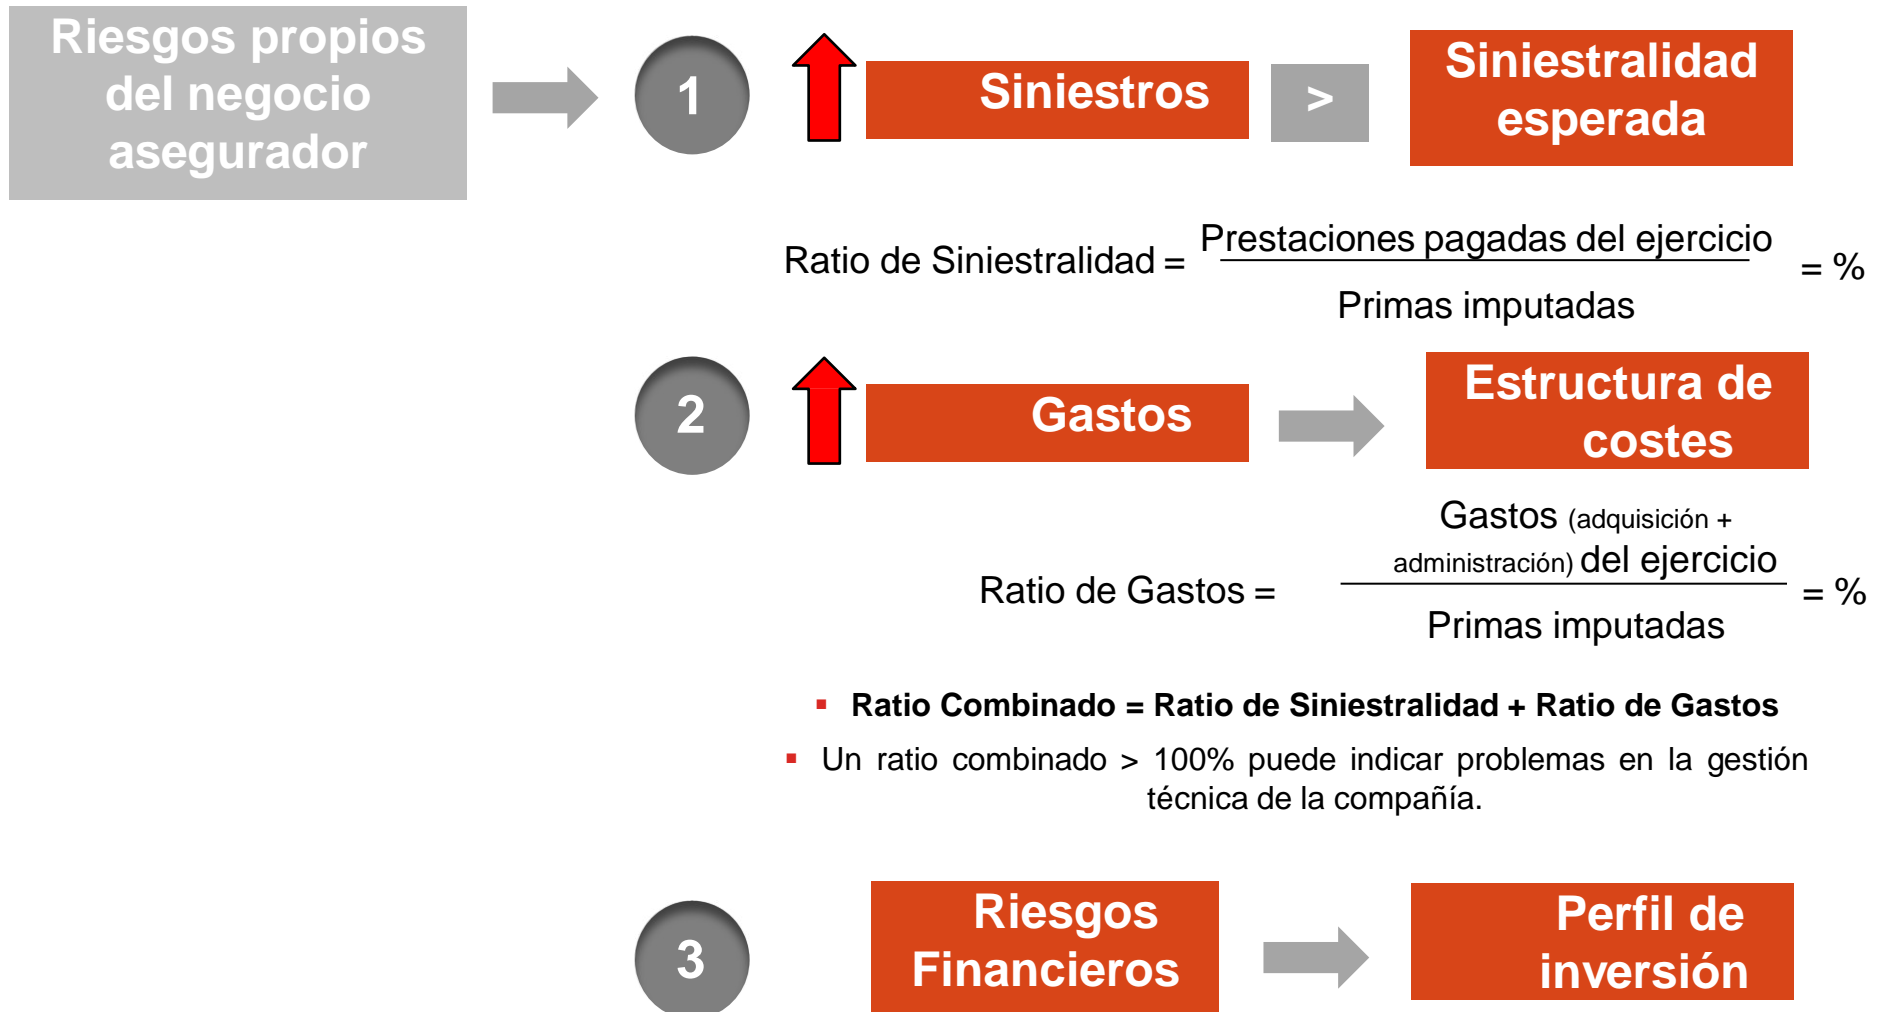 Riesgos propios
del negocio
asegurador
1
Siniestros
>
Siniestralidad
esperada
Ratio de Siniestralidad =
Prestaciones pagadas del ejercicio
Primas imputadas
= %
2
Gastos
Estructura de
costes
Ratio de Gastos =
Gastos (adquisición +
administración) del ejercicio
Primas imputadas
= %
▪ Ratio Combinado = Ratio de Siniestralidad + Ratio de Gastos
▪ Un ratio combinado > 100% puede indicar problemas en la gestión
técnica de la compañía.
3
Riesgos
Financieros
Perfil de
inversión